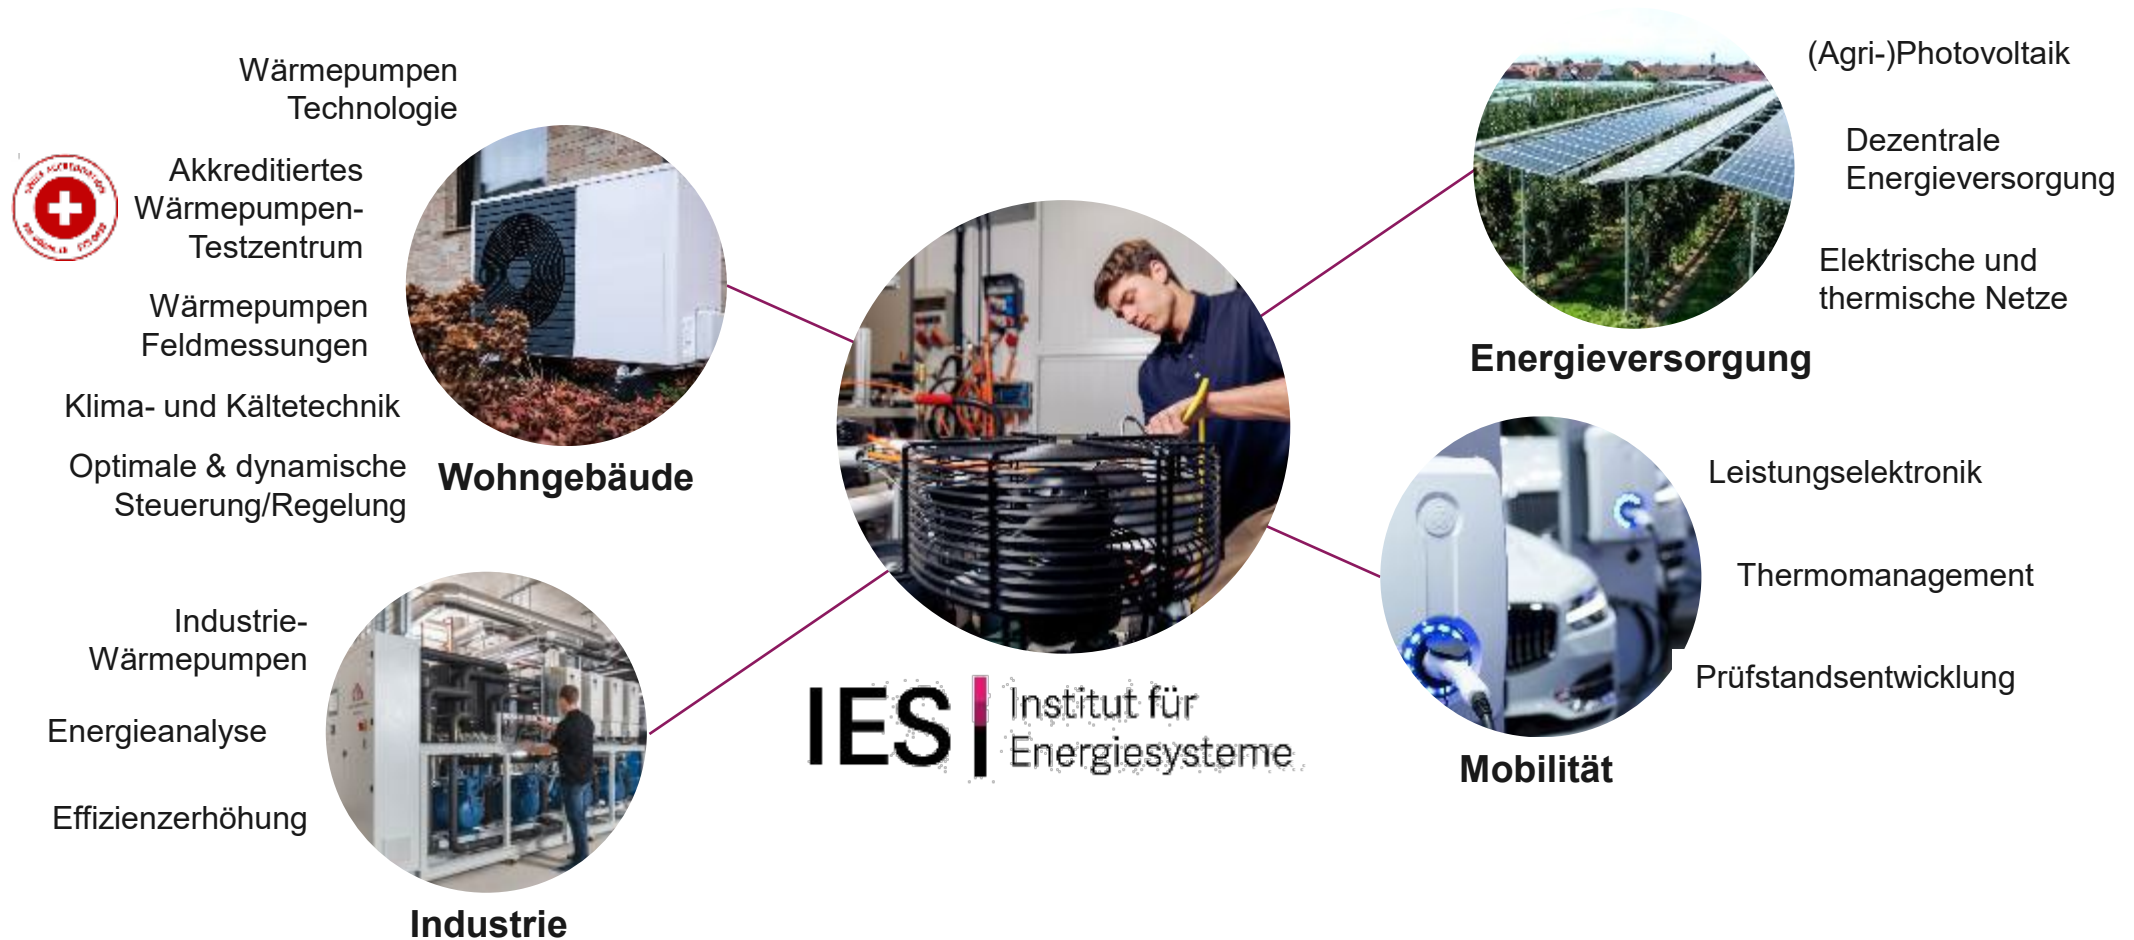 Wärmepumpen
Technologie
Akkreditiertes
Wärmepumpen-
Testzentrum
Wärmepumpen
Feldmessungen
Klima- und Kältetechnik
Optimale & dynamische
Steuerung/Regelung
Wohngebäude
Industrie-
Wärmepumpen
Energieanalyse
Effizienzerhöhung
Industrie
IES
Institut für
Energiesysteme
(Agri-)Photovoltaik
Dezentrale
Energieversorgung
Elektrische und
thermische Netze
Energieversorgung
Leistungselektronik
Thermomanagement
Prüfstandsentwicklung
Mobilität